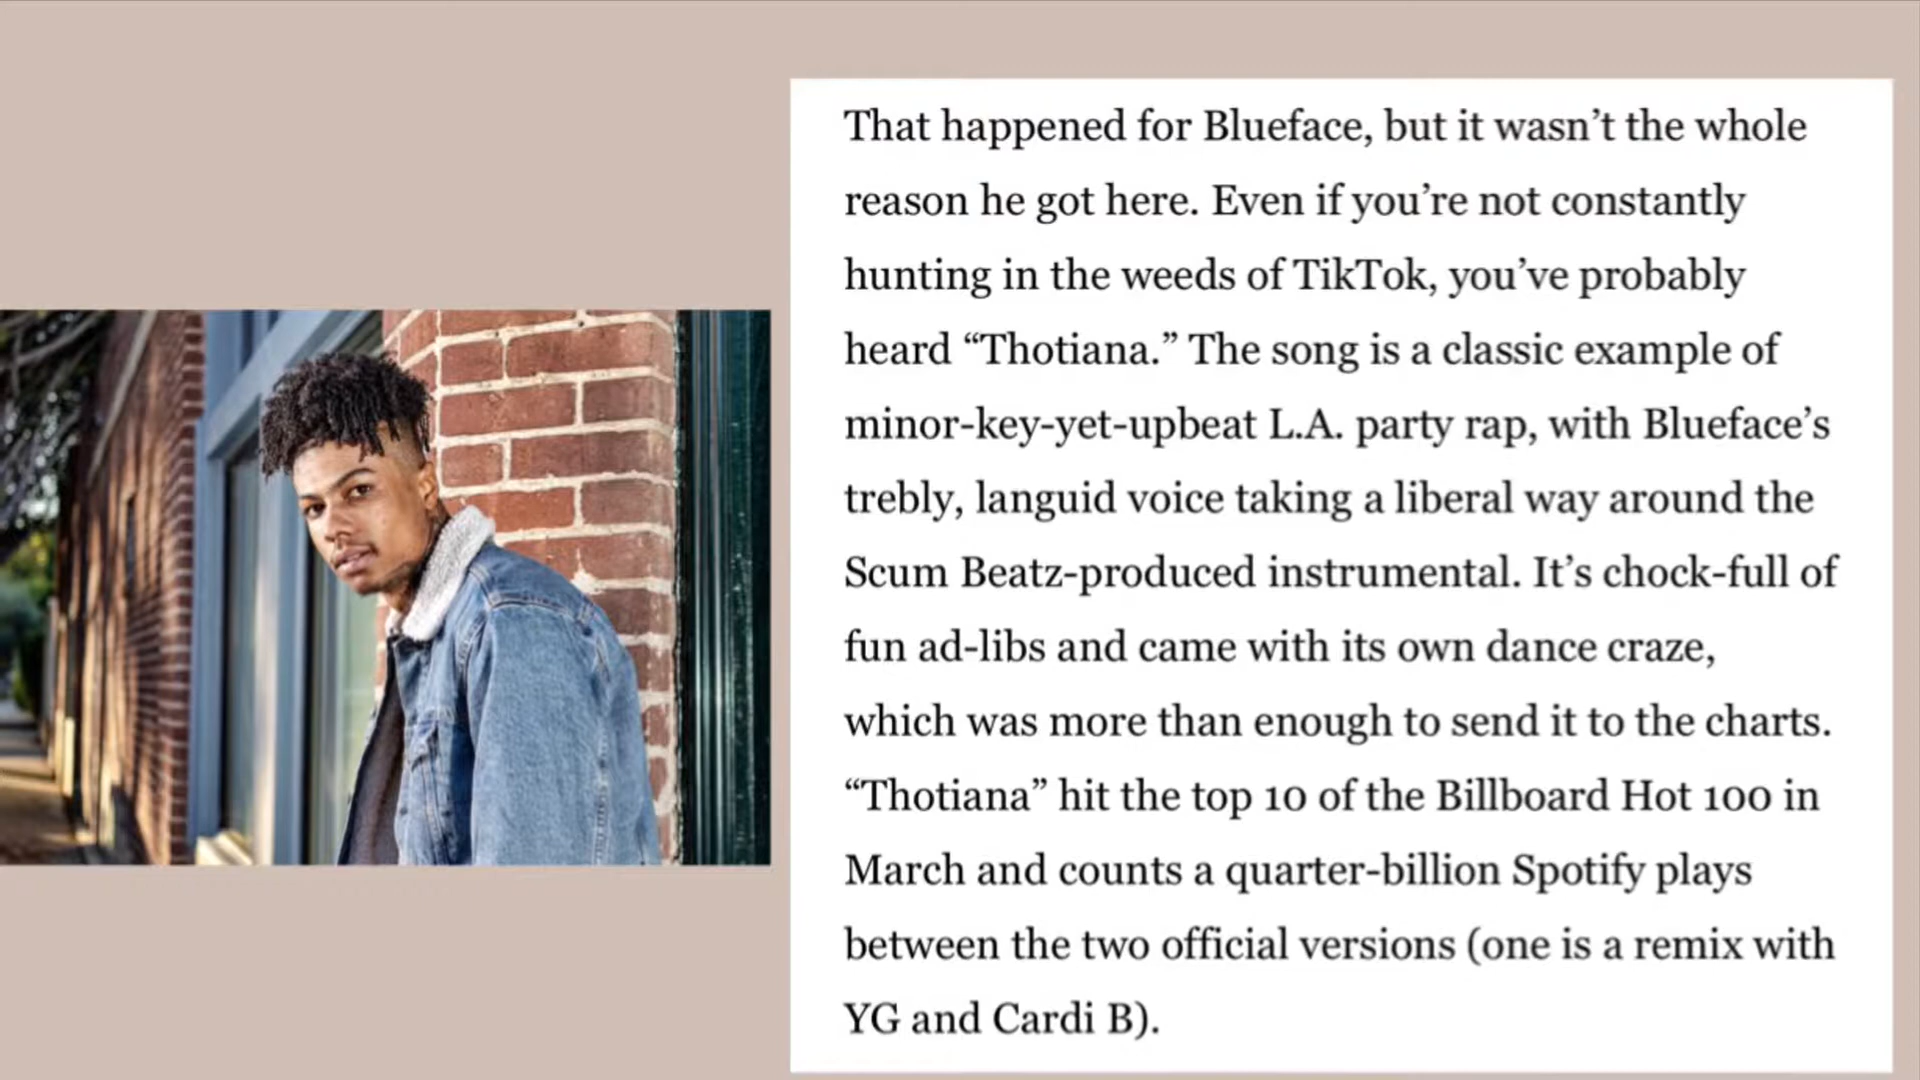 That happened for Blueface, but it wasn’t the whole
reason he got here. Even if you’re not constantly
hunting in the weeds of TikTok, you’ve probably
heard “Thotiana.” The song is a classic example of
minor-key-yet-upbeat L.A. party rap, with Blueface’s
trebly, languid voice taking a liberal way around the
Scum Beatz-produced instrumental. It’s chock-full of
fun ad-libs and came with its own dance craze,
which was more than enough to send it to the charts.
“Thotiana” hit the top 10 of the Billboard Hot 100 in
March and counts a quarter-billion Spotify plays
between the two official versions (one is a remix with
YG and Cardi B).